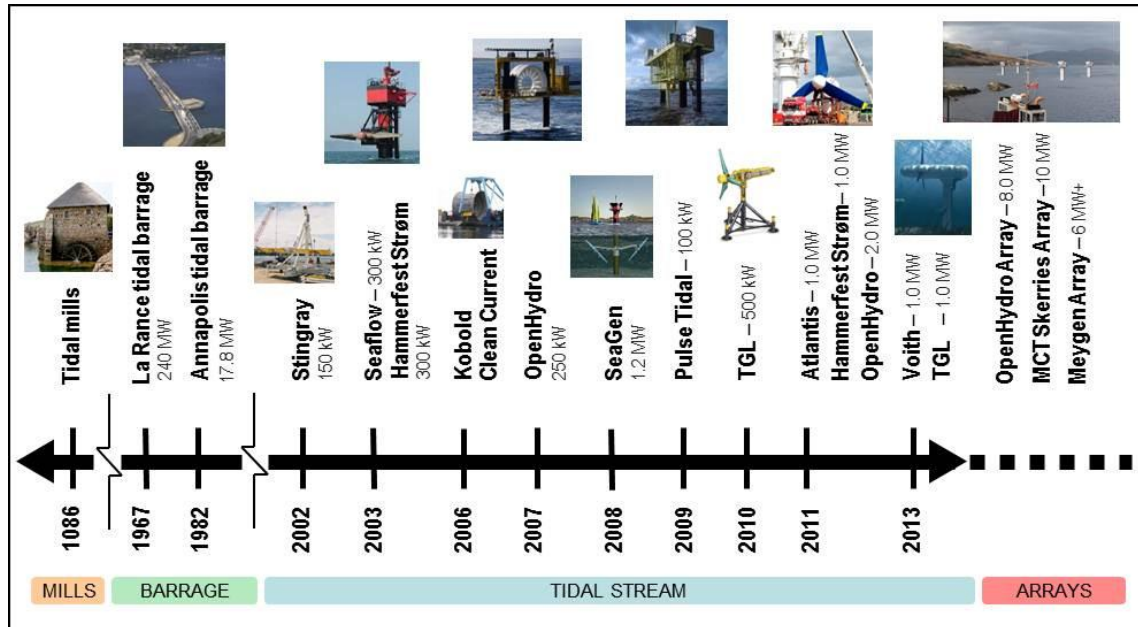 Tidal mills
La Rance tidal barrage
240 MW
Annapolis tidal barrage
17.8 MW
Stingray
150 kW
Seaflow – 300 kW
Hammerfest Strøm
300 kW
Kobold
Clean Current
OpenHydro
250 kW
SeaGen
1.2 MW
Pulse Tidal – 100 kW
TGL – 500 kW
Atlantis – 1.0 MW
Hammerfest Strøm – 1.0 MW
OpenHydro – 2.0 MW
Voith – 1.0 MW
TGL – 1.0 MW
OpenHydro Array – 8.0 MW
MCT Skerries Array – 10 MW
Meygen Array – 6 MW+
1086
1967
1982
2002
2003
2006
2007
2008
2009
2010
2011
2013
MILLS
BARRAGE
TIDAL STREAM
ARRAYS